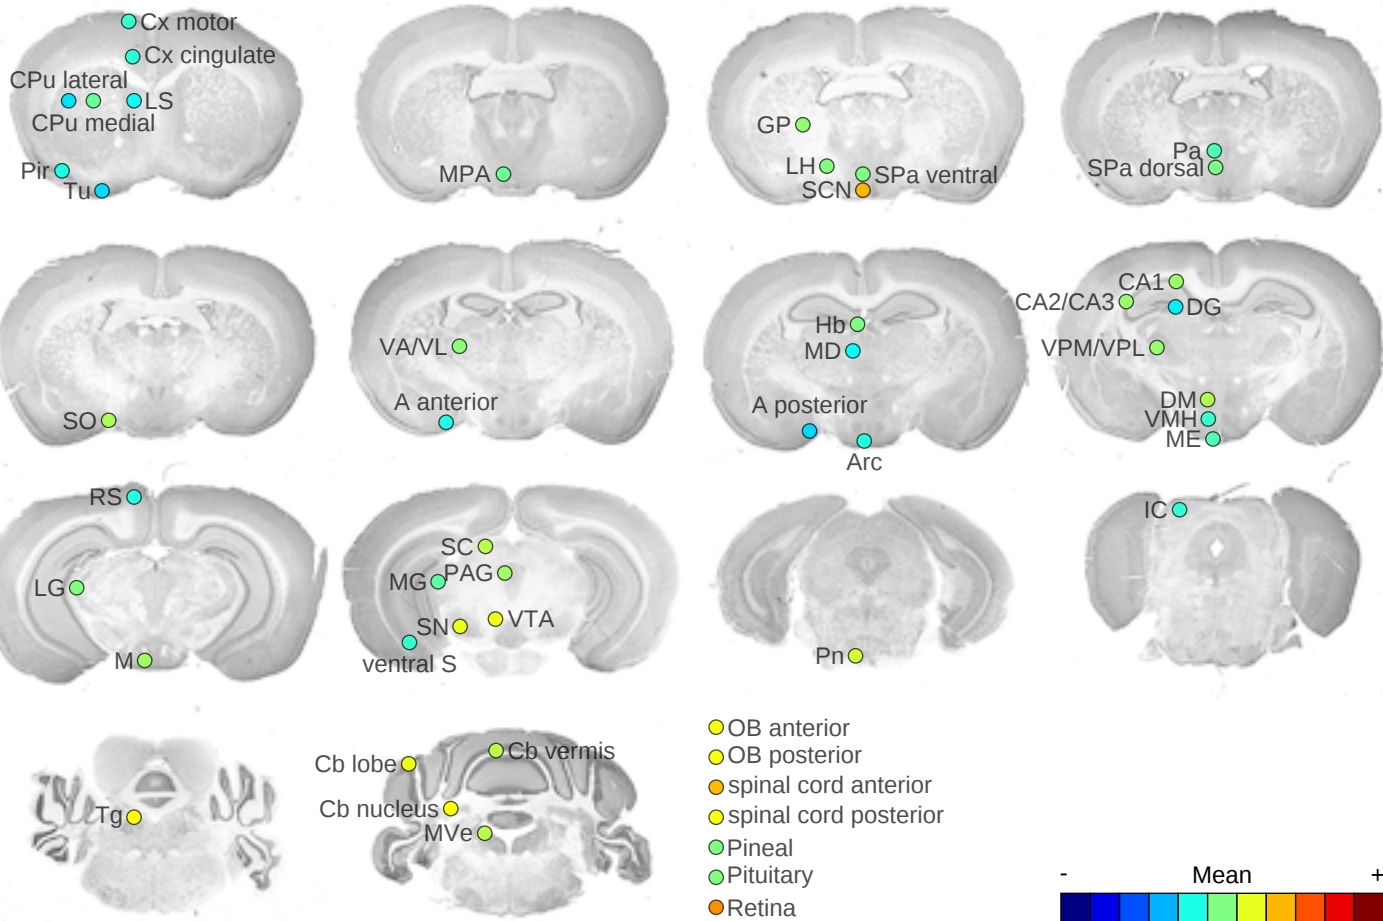 Cx motor
Cx cingulate
CPu lateral
LS
CPu medial
Pir
Tu
MPA
GP
LH
SPa ventral
SCN
Pa
SPa dorsal
SO
VA/VL
A anterior
Hb
MD
A posterior
Arc
CA1
CA2/CA3
DG
VPM/VPL
DM
VMH
ME
RS
LG
M
SC
MG
PAG
SN
VTA
ventral S
Pn
IC
Tg
Cb lobe
Cb vermis
Cb nucleus
MVe
OB anterior
OB posterior
spinal cord anterior
spinal cord posterior
Pineal
Pituitary
Retina
- Mean +